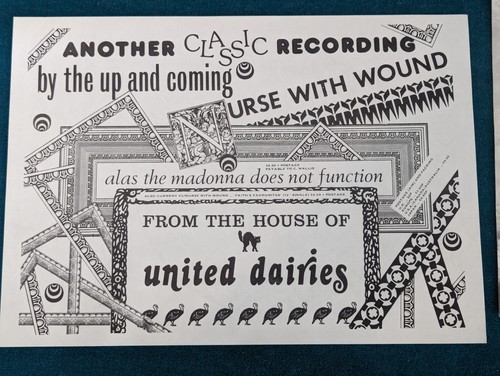 ANOTHER CLASSIC RECORDING
by the up and coming
NURSE WITH WOUND
alas the madonna does not function
FROM THE HOUSE OF
united dairies